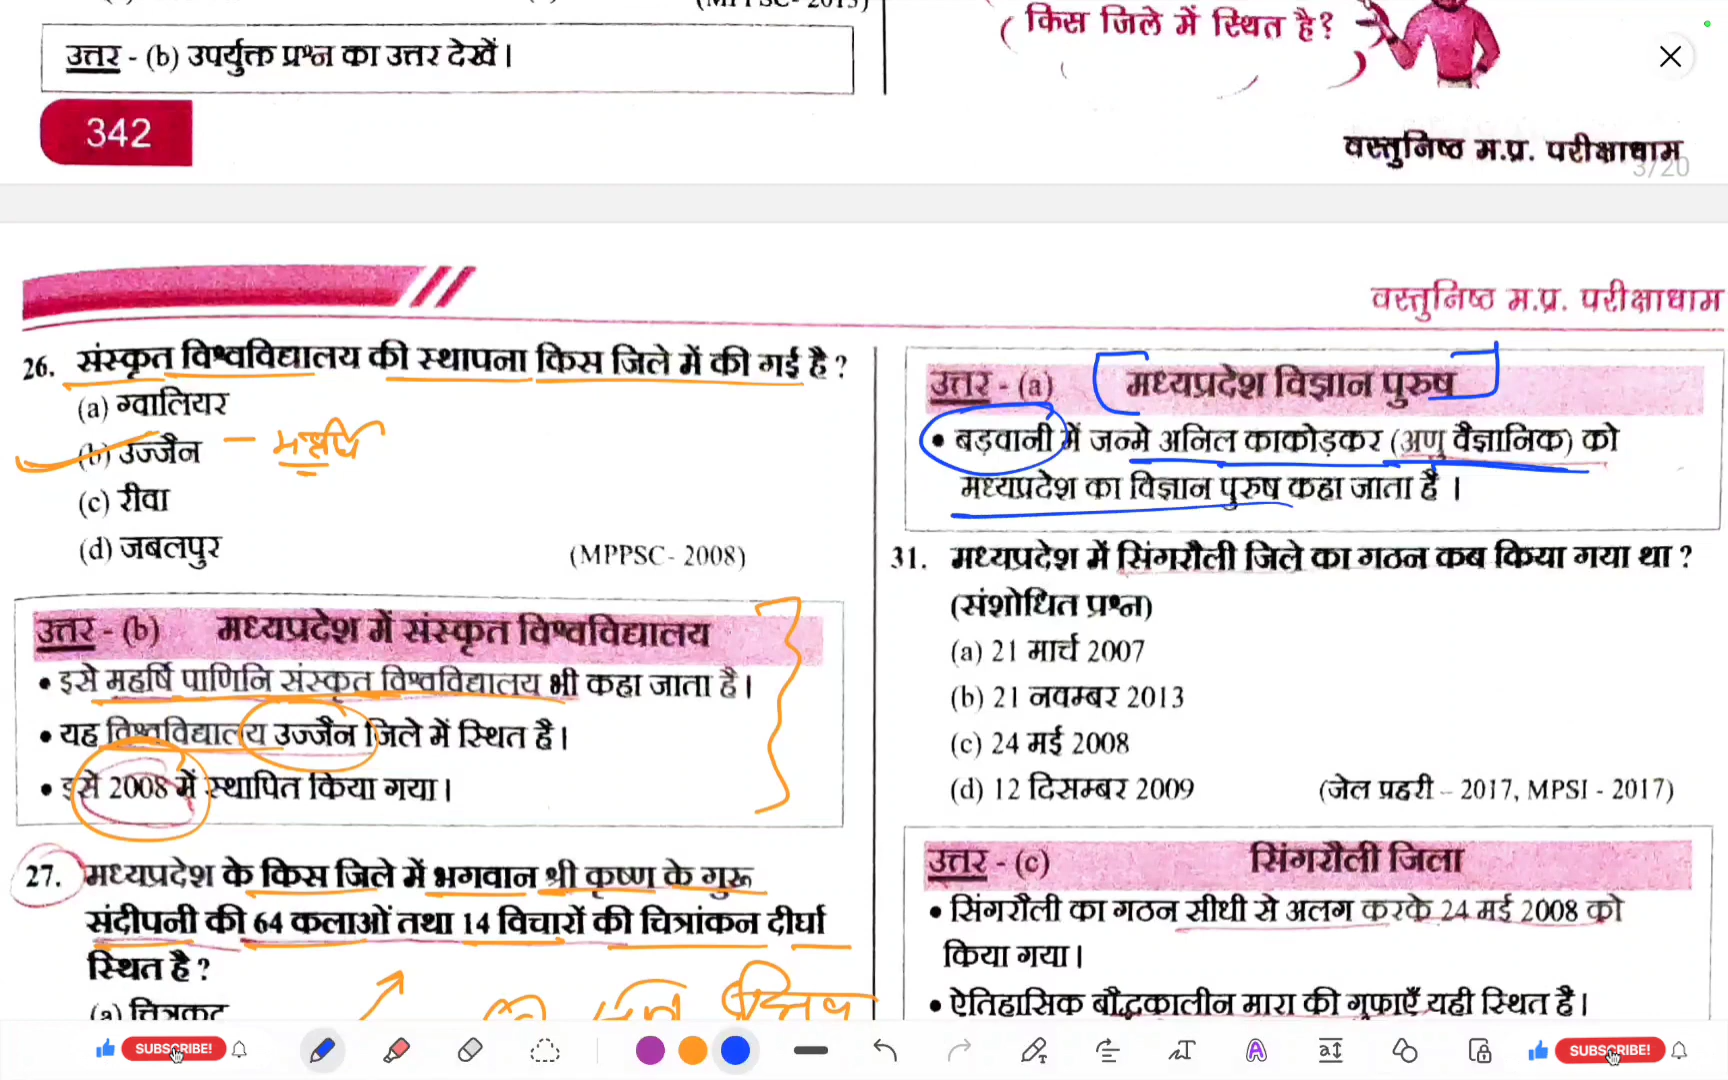 उत्तर - (b) उपर्युक्त प्रश्न का उत्तर देखें।
किस जिले में स्थित है?
342
वस्तुनिष्ठ म.प्र. परीक्षाधाम
3/20
वस्तुनिष्ठ म.प्र. परीक्षाधाम
26. संस्कृत विश्वविद्यालय की स्थापना किस जिले में की गई है ?
(a) ग्वालियर
(b) उज्जैन
(c) रीवा
(d) जबलपुर (MPPSC- 2008)
उत्तर - (b) मध्यप्रदेश में संस्कृत विश्वविद्यालय
• इसे महर्षि पाणिनि संस्कृत विश्वविद्यालय भी कहा जाता है।
• यह विश्वविद्यालय उज्जैन जिले में स्थित है।
• इसे 2008 में स्थापित किया गया।
27. मध्यप्रदेश के किस जिले में भगवान श्री कृष्ण के गुरू
संदीपनी की 64 कलाओं तथा 14 विचारों की चित्रांकन दीर्घा
स्थित है ?
(a) चित्रकूट
उत्तर - (a) मध्यप्रदेश विज्ञान पुरुष
• बड़वानी में जन्मे अनिल काकोड़कर (अणु वैज्ञानिक) को
मध्यप्रदेश का विज्ञान पुरुष कहा जाता है ।
31. मध्यप्रदेश में सिंगरौली जिले का गठन कब किया गया था ?
(संशोधित प्रश्न)
(a) 21 मार्च 2007
(b) 21 नवम्बर 2013
(c) 24 मई 2008
(d) 12 दिसम्बर 2009 (जेल प्रहरी – 2017, MPSI - 2017)
उत्तर - (c) सिंगरौली जिला
• सिंगरौली का गठन सीधी से अलग करके 24 मई 2008 को
किया गया।
• ऐतिहासिक बौद्धकालीन मारा की गुफाएँ यही स्थित है।
SUBSCRIBE!
SUBSCRIBE!